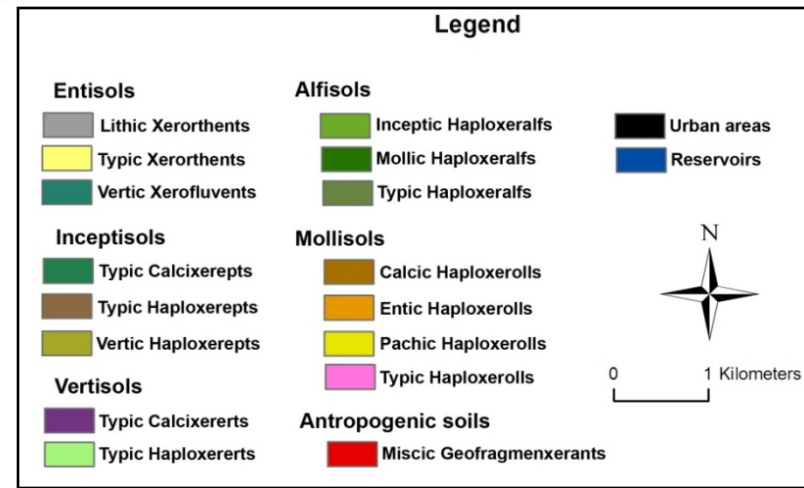 Legend
Entisols
Lithic Xerorthents
Typic Xerorthents
Vertic Xerofluvents
Inceptisols
Typic Calcixerepts
Typic Haploxerepts
Vertic Haploxerepts
Vertisols
Typic Calcixererts
Typic Haploxererts
Alfisols
Inceptic Haploxeralfs
Mollic Haploxeralfs
Typic Haploxeralfs
Mollisols
Calcic Haploxerolls
Entic Haploxerolls
Pachic Haploxerolls
Typic Haploxerolls
Antropogenic soils
Miscic Geofragmenxerants
Urban areas
Reservoirs
N
0 1 Kilometers